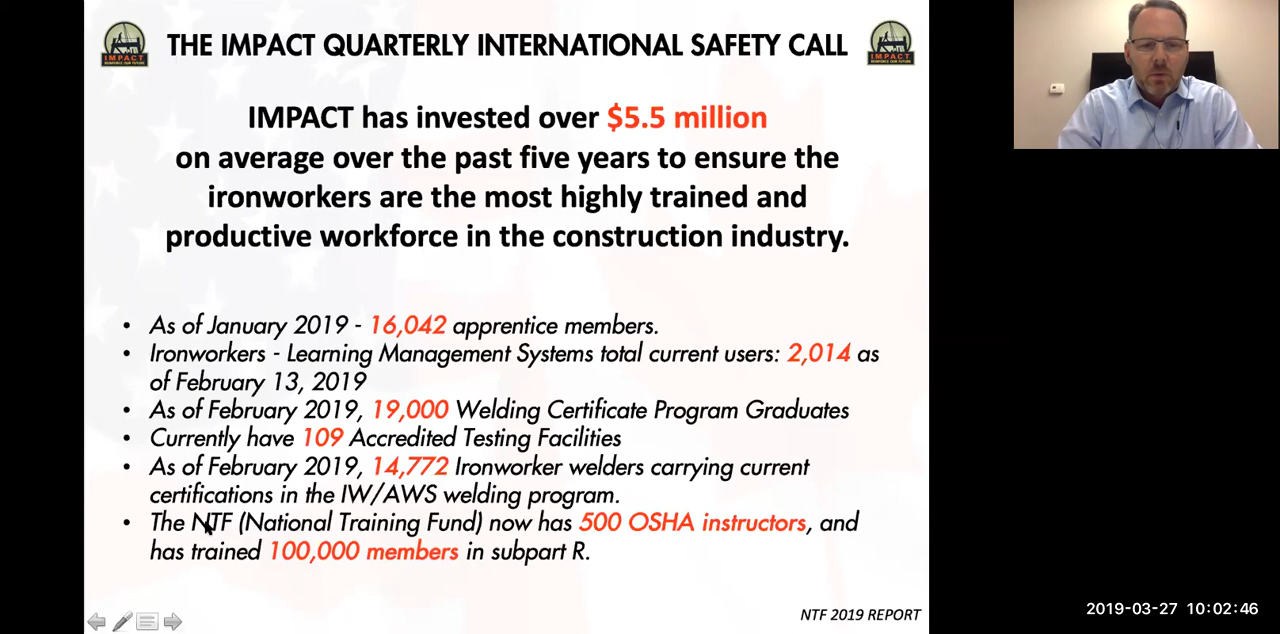 THE IMPACT QUARTERLY INTERNATIONAL SAFETY CALL
IMPACT
IMPACT
IMPACT has invested over $5.5 million
on average over the past five years to ensure the
ironworkers are the most highly trained and
productive workforce in the construction industry.
• As of January 2019 - 16,042 apprentice members.
• Ironworkers - Learning Management Systems total current users: 2,014 as
of February 13, 2019
• As of February 2019, 19,000 Welding Certificate Program Graduates
• Currently have 109 Accredited Testing Facilities
• As of February 2019, 14,772 Ironworker welders carrying current
certifications in the IW/AWS welding program.
• The NTF (National Training Fund) now has 500 OSHA instructors, and
has trained 100,000 members in subpart R.
NTF 2019 REPORT
2019-03-27 10:02:46